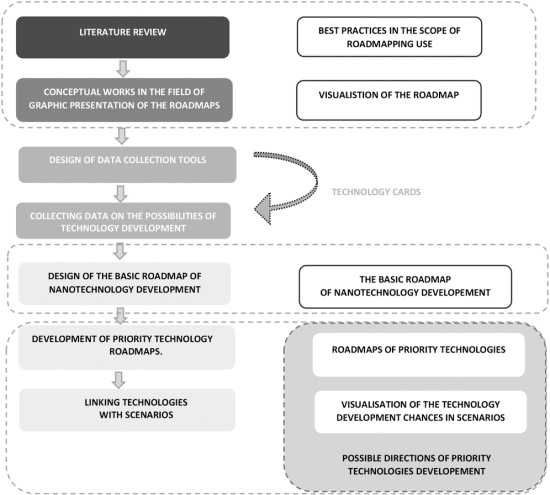 LITERATURE REVIEW
BEST PRACTICES IN THE SCOPE OF
ROADMAPPING USE
CONCEPTUAL WORKS IN THE FIELD OF
GRAPHIC PRESENTATION OF THE ROADMAPS
VISUALISTION OF THE ROADMAP
DESIGN OF DATA COLLECTION TOOLS
TECHNOLOGY CARDS
COLLECTING DATA ON THE POSSIBILITIES OF
TECHNOLOGY DEVELOPMENT
DESIGN OF THE BASIC ROADMAP OF
NANOTECHNOLOGY DEVELOPMENT
THE BASIC ROADMAP
OF NANOTECHNOLOGY DEVELOPEMENT
DEVELOPMENT OF PRIORITY TECHNOLOGY
ROADMAPS.
ROADMAPS OF PRIORITY TECHNOLOGIES
LINKING TECHNOLOGIES
WITH SCENARIOS
VISUALISATION OF THE TECHNOLOGY
DEVELOPMENT CHANCES IN SCENARIOS
POSSIBLE DIRECTIONS OF PRIORITY
TECHNOLOGIES DEVELOPMENT